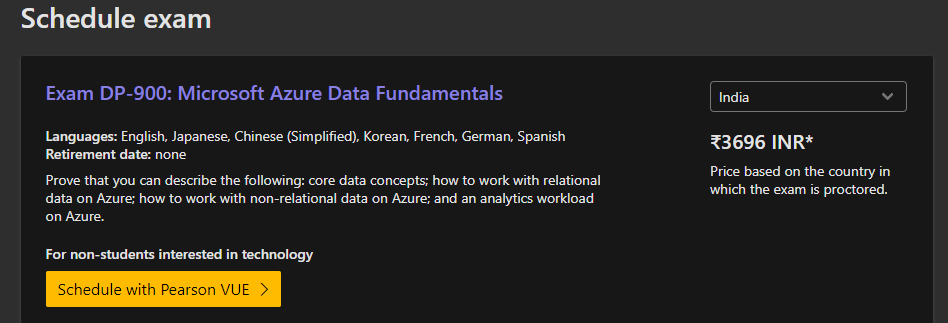 Schedule exam
Exam DP-900: Microsoft Azure Data Fundamentals
Languages: English, Japanese, Chinese (Simplified), Korean, French, German, Spanish
Retirement date: none
Prove that you can describe the following: core data concepts; how to work with relational
data on Azure; how to work with non-relational data on Azure; and an analytics workload
on Azure.
For non-students interested in technology
Schedule with Pearson VUE
India
₹3696 INR*
Price based on the country in
which the exam is proctored.